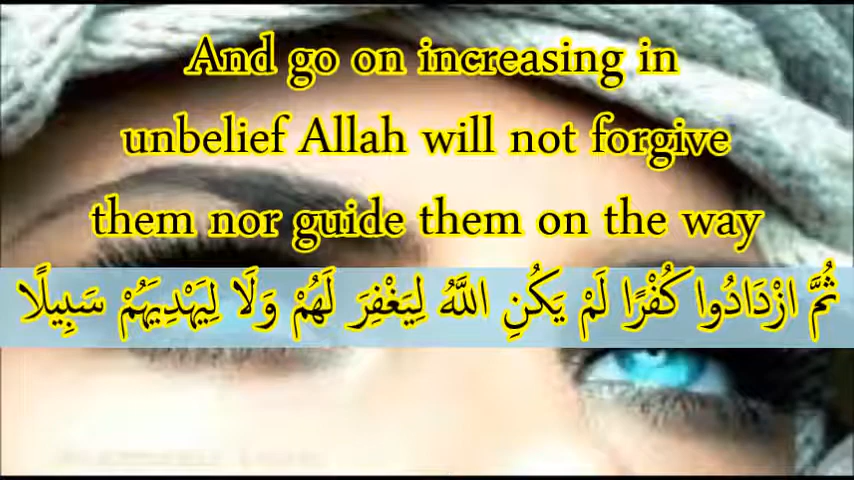 And go on increasing in
unbelief Allah will not forgive
them nor guide them on the way
ثُمَّ ازْدَادُوا كُفْرًا لَمْ يَكُنِ اللَّهُ لِيَغْفِرَ لَهُمْ وَلَا لِيَهْدِيَهُمْ سَبِيلًا